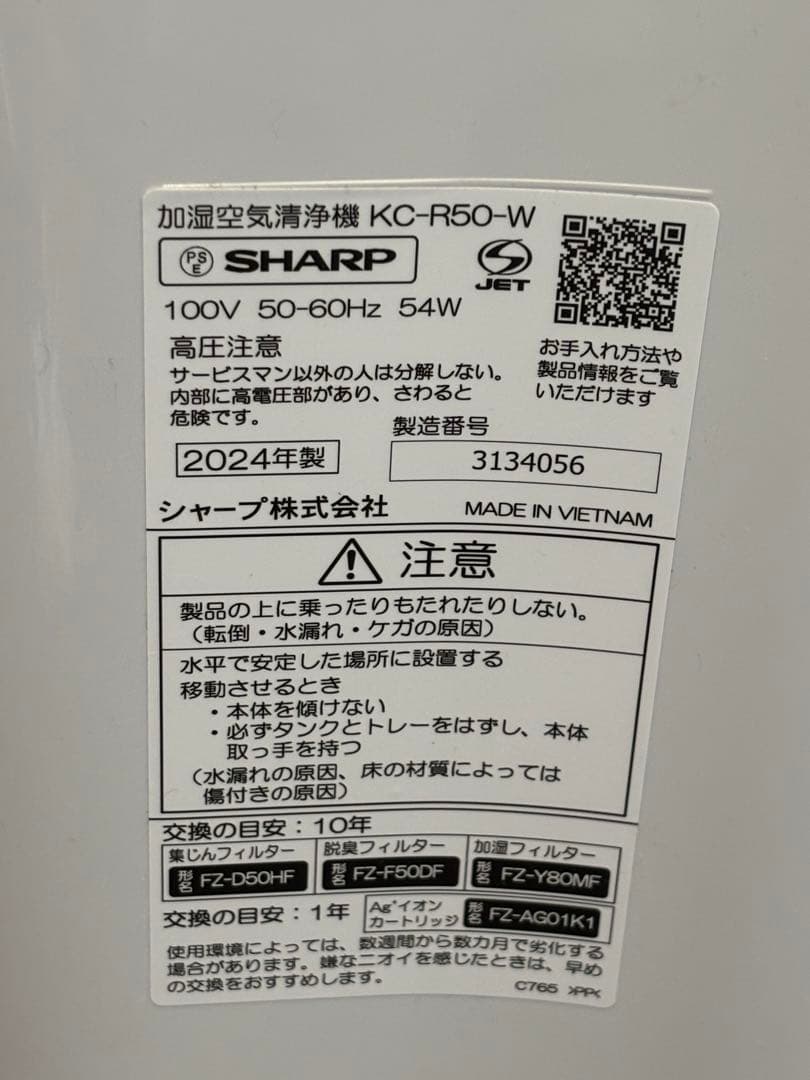 加湿空気清浄機 KC-R50-W
PSE SHARP
JET
100V 50-60Hz 54W
高圧注意
サービスマン以外の人は分解しない。
内部に高電圧部があり、さわると
危険です。
お手入れ方法や
製品情報をご覧
いただけます
2024年製
製造番号
3134056
シャープ株式会社 MADE IN VIETNAM
注意
製品の上に乗ったりもたれたりしない。
（転倒・水漏れ・ケガの原因）
水平で安定した場所に設置する
移動させるとき
・本体を傾けない
・必ずタンクとトレーをはずし、本体
取っ手を持つ
（水漏れの原因、床の材質によっては
傷付きの原因）
交換の目安：10年
集じんフィルター
形名 FZ-D50HF
脱臭フィルター
形名 FZ-F50DF
加湿フィルター
形名 FZ-Y80MF
交換の目安：1年
Ag⁺イオン
カートリッジ
形名 FZ-AG01K1
使用環境によっては、数週間から数カ月で劣化する
場合があります。嫌なニオイを感じたときは、早め
の交換をおすすめします。
C765 >PP<